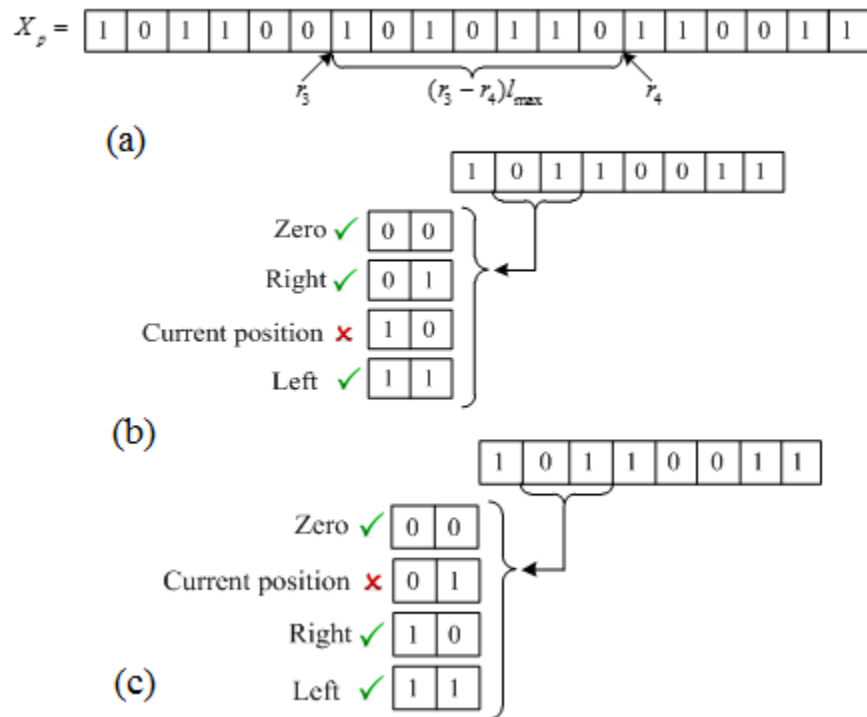 X_p = 1 0 1 1 0 0 1 0 1 0 1 1 0 1 1 0 0 1 1
r_3 (r_3 − r_4)l_max r_4
(a)
1 0 1 1 0 0 1 1
Zero ✓ 0 0
Right ✓ 0 1
Current position ✗ 1 0
Left ✓ 1 1
(b)
1 0 1 1 0 0 1 1
Zero ✓ 0 0
Current position ✗ 0 1
Right ✓ 1 0
Left ✓ 1 1
(c)